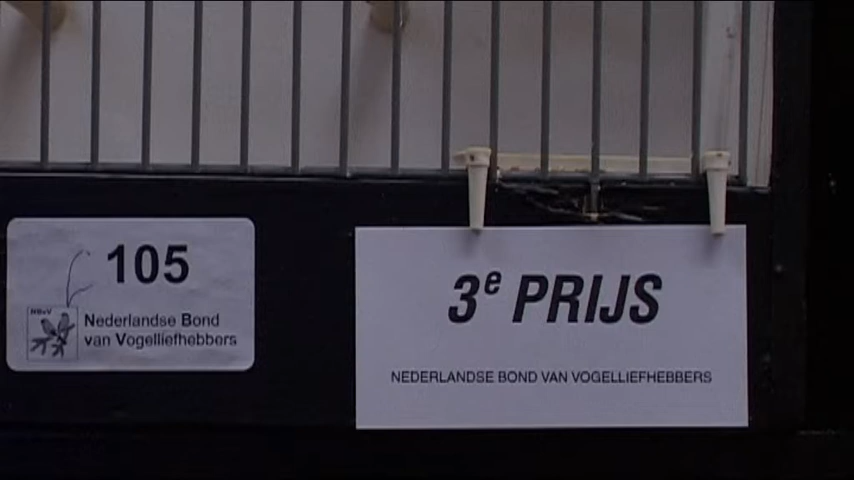 105
NBvV
Nederlandse Bond
van Vogelliefhebbers
3e PRIJS
NEDERLANDSE BOND VAN VOGELLIEFHEBBERS